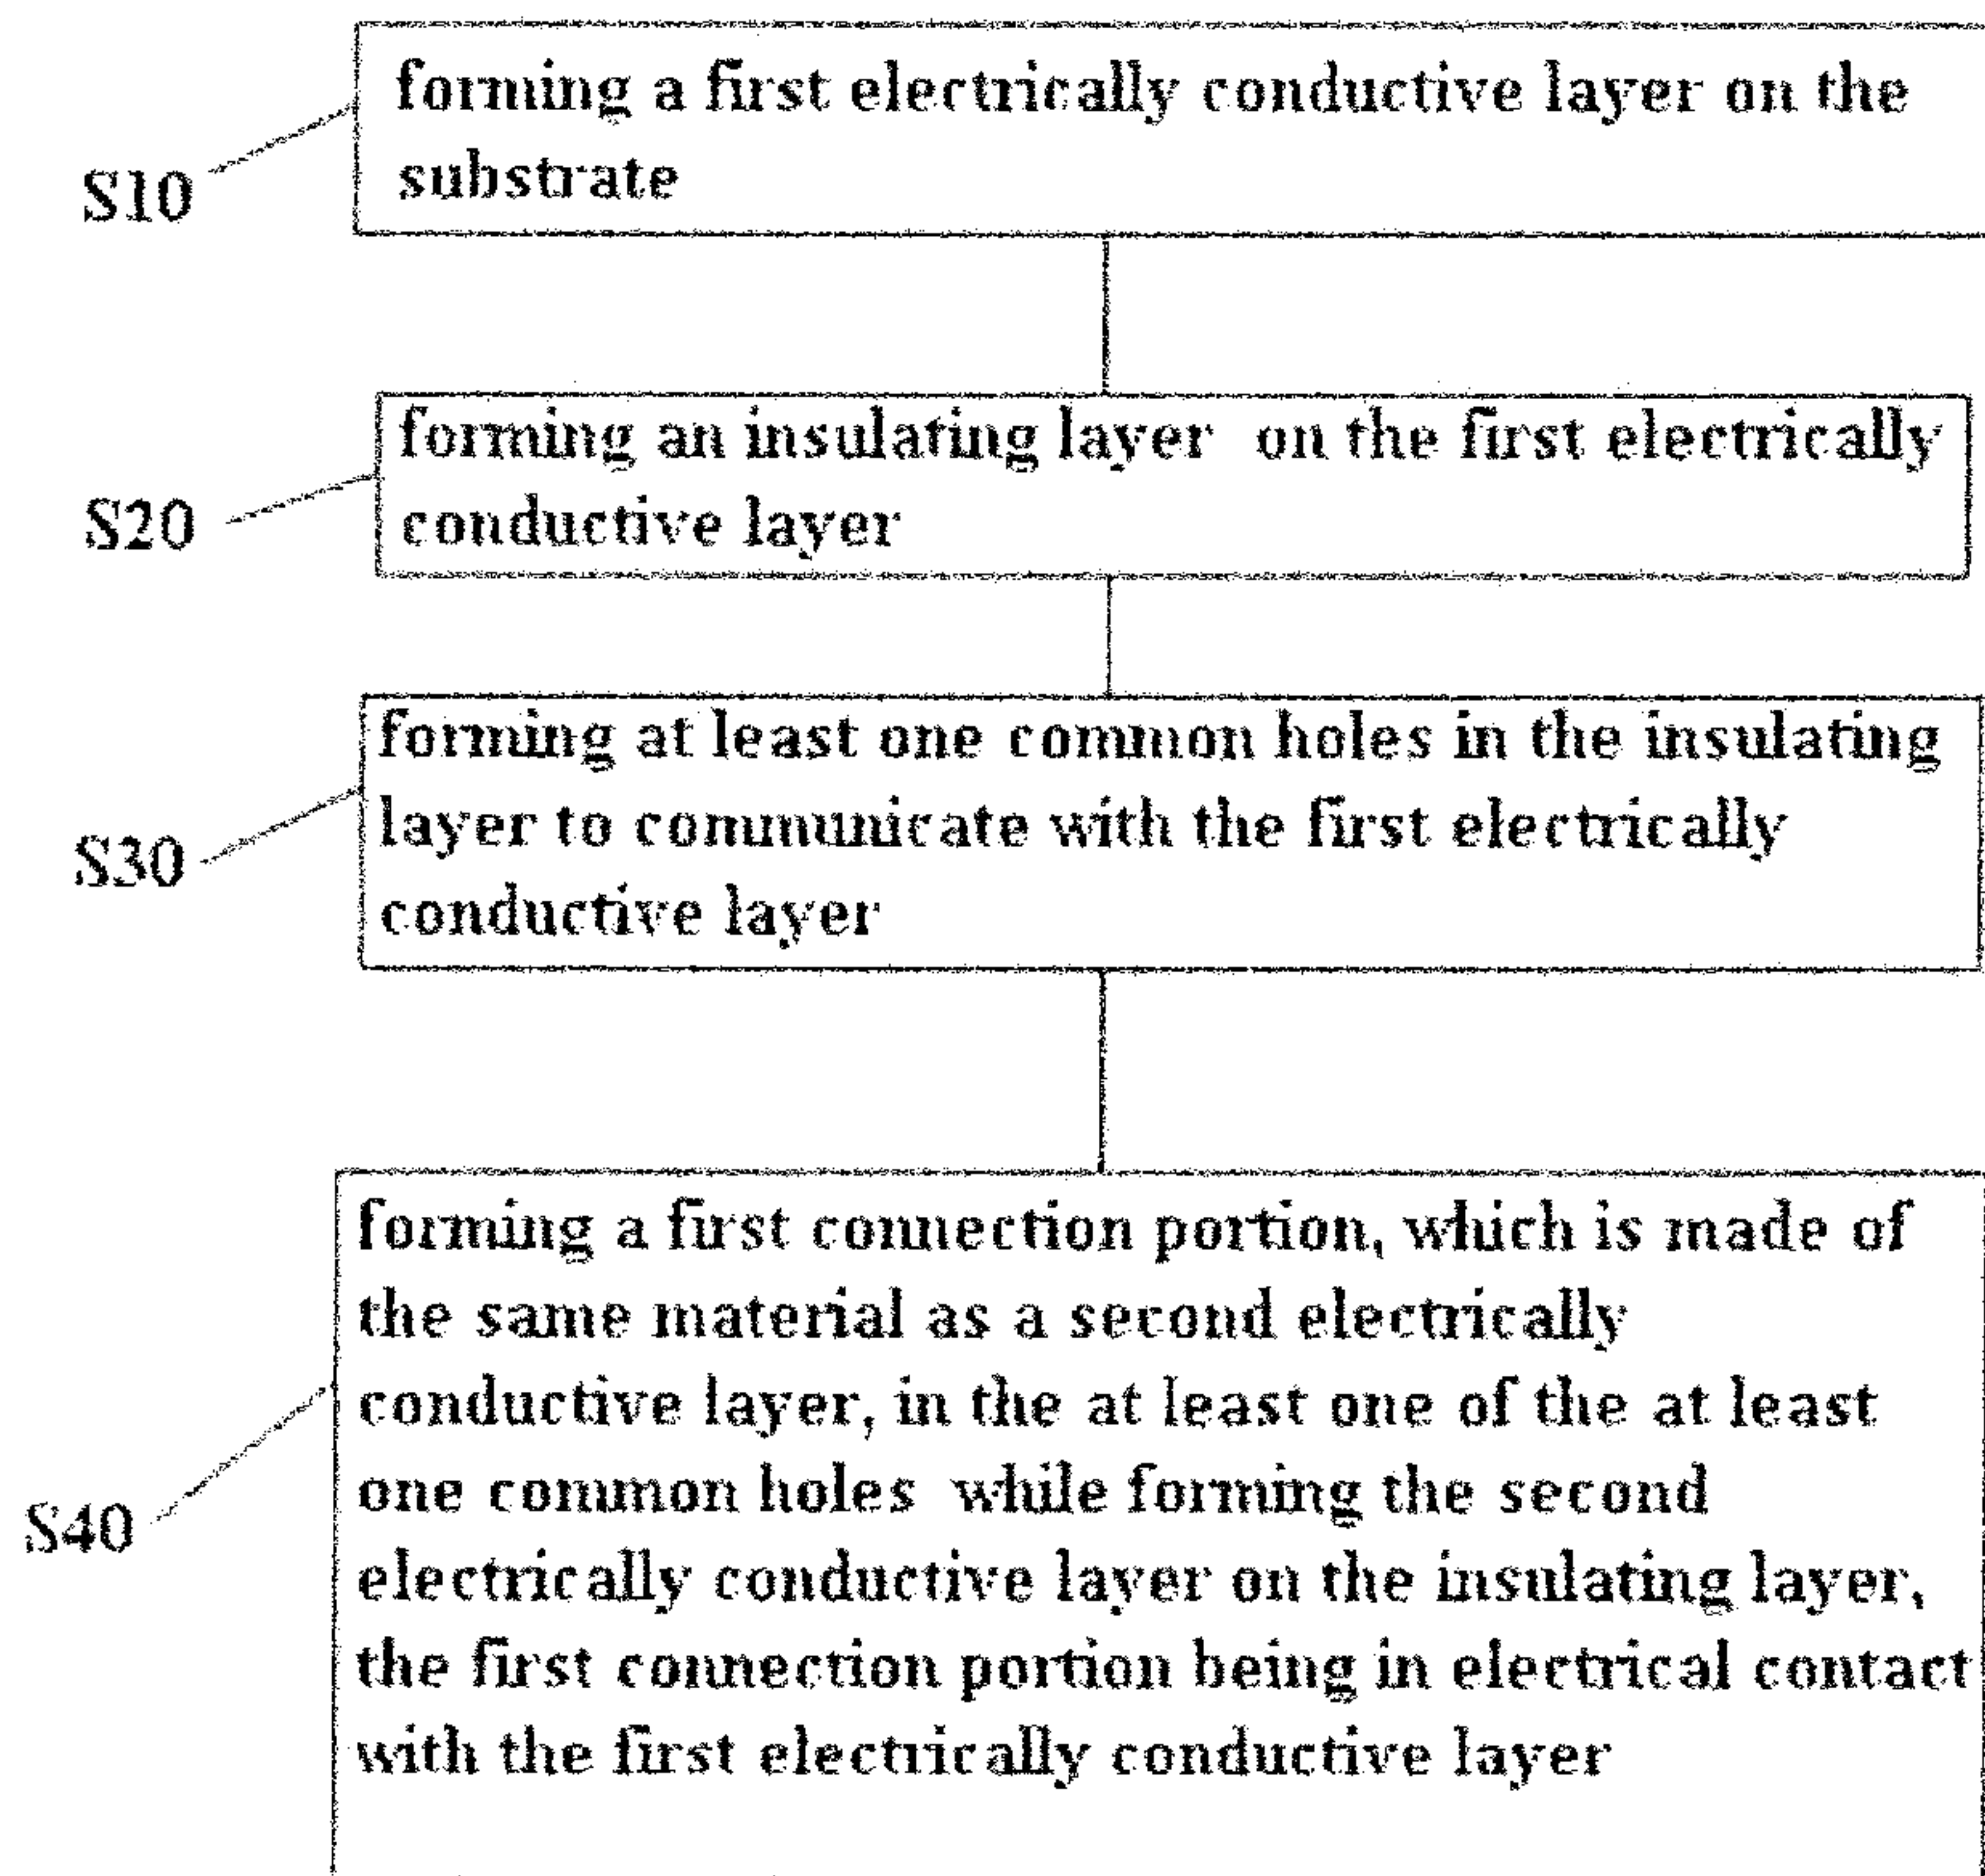 forming a first electrically conductive layer on the
substrate
S10
forming an insulating layer on the first electrically
conductive layer
S20
forming at least one common holes in the insulating
layer to communicate with the first electrically
conductive layer
S30
forming a first connection portion, which is made of
the same material as a second electrically
conductive layer, in the at least one of the at least
one common holes while forming the second
electrically conductive layer on the insulating layer,
the first connection portion being in electrical contact
with the first electrically conductive layer
S40